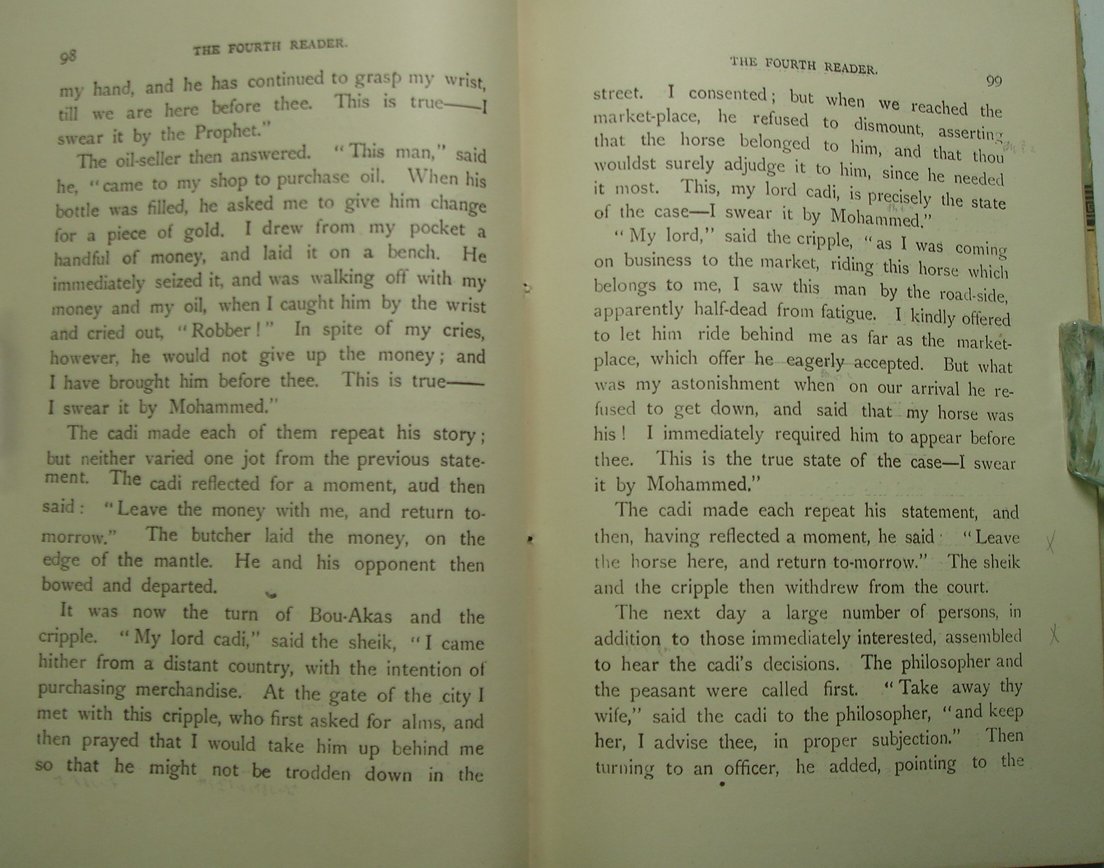 98
THE FOURTH READER.
my hand, and he has continued to grasp my wrist,
till we are here before thee. This is true——I
swear it by the Prophet."
The oil-seller then answered. "This man," said
he, "came to my shop to purchase oil. When his
bottle was filled, he asked me to give him change
for a piece of gold. I drew from my pocket a
handful of money, and laid it on a bench. He
immediately seized it, and was walking off with my
money and my oil, when I caught him by the wrist
and cried out, "Robber!" In spite of my cries,
however, he would not give up the money; and
I have brought him before thee. This is true——
I swear it by Mohammed."
The cadi made each of them repeat his story;
but neither varied one jot from the previous state-
ment. The cadi reflected for a moment, aud then
said: "Leave the money with me, and return to-
morrow." The butcher laid the money, on the
edge of the mantle. He and his opponent then
bowed and departed.
It was now the turn of Bou-Akas and the
cripple. "My lord cadi," said the sheik, "I came
hither from a distant country, with the intention of
purchasing merchandise. At the gate of the city I
met with this cripple, who first asked for alms, and
then prayed that I would take him up behind me
so that he might not be trodden down in the
THE FOURTH READER.
99
street. I consented; but when we reached the
market-place, he refused to dismount, asserting
that the horse belonged to him, and that thou
wouldst surely adjudge it to him, since he needed
it most. This, my lord cadi, is precisely the state
of the case—I swear it by Mohammed."
"My lord," said the cripple, "as I was coming
on business to the market, riding this horse which
belongs to me, I saw this man by the road-side,
apparently half-dead from fatigue. I kindly offered
to let him ride behind me as far as the market-
place, which offer he eagerly accepted. But what
was my astonishment when on our arrival he re-
fused to get down, and said that my horse was
his! I immediately required him to appear before
thee. This is the true state of the case—I swear
it by Mohammed."
The cadi made each repeat his statement, and
then, having reflected a moment, he said: "Leave
the horse here, and return to-morrow." The sheik
and the cripple then withdrew from the court.
The next day a large number of persons, in
addition to those immediately interested, assembled
to hear the cadi's decisions. The philosopher and
the peasant were called first. "Take away thy
wife," said the cadi to the philosopher, "and keep
her, I advise thee, in proper subjection." Then
turning to an officer, he added, pointing to the